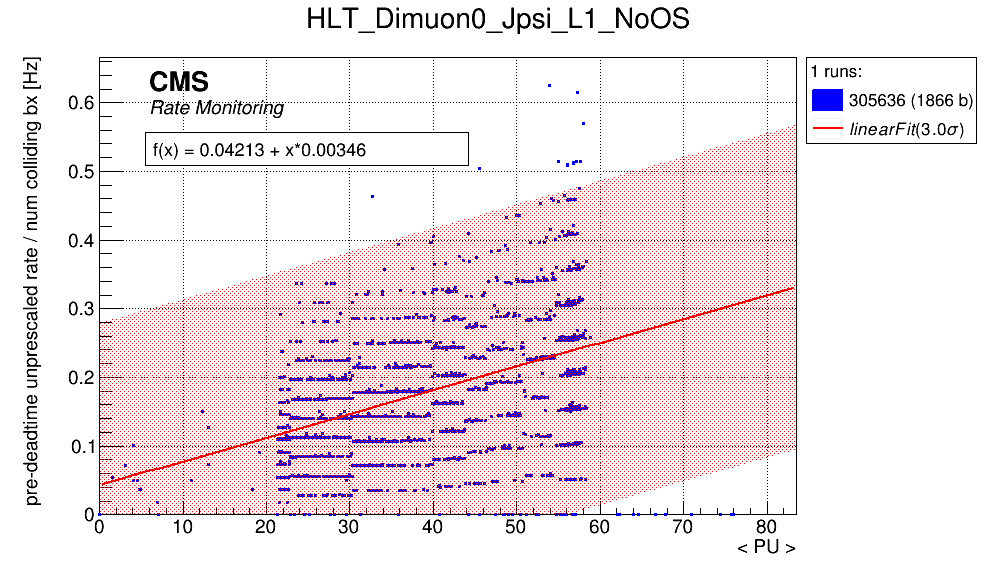 HLT_Dimuon0_Jpsi_L1_NoOS
pre-deadtime unprescaled rate / num colliding bx [Hz]
CMS
Rate Monitoring
f(x) = 0.04213 + x*0.00346
1 runs:
305636 (1866 b)
linearFit(3.0σ)
0.6
0.5
0.4
0.3
0.2
0.1
0
0 10 20 30 40 50 60 70 80
< PU >